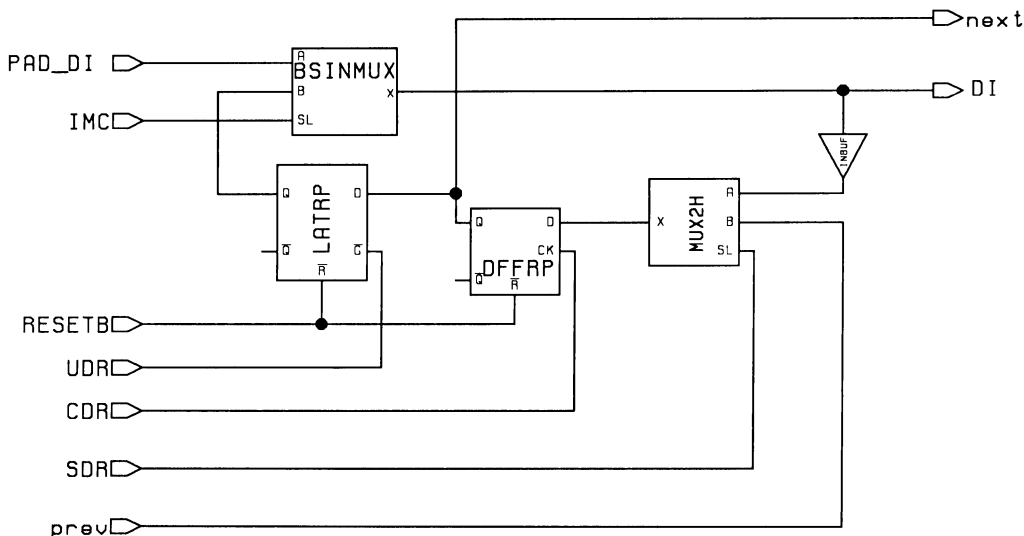 next
PAD_DI
A
BSINMUX
B
X
SL
IMC
DI
INBUF
Q
D
LATRP
Q̅
G̅
R̅
Q
D
CK
DFFRP
Q̅
R̅
A
X
MUX2H
B
SL
RESETB
UDR
CDR
SDR
prev